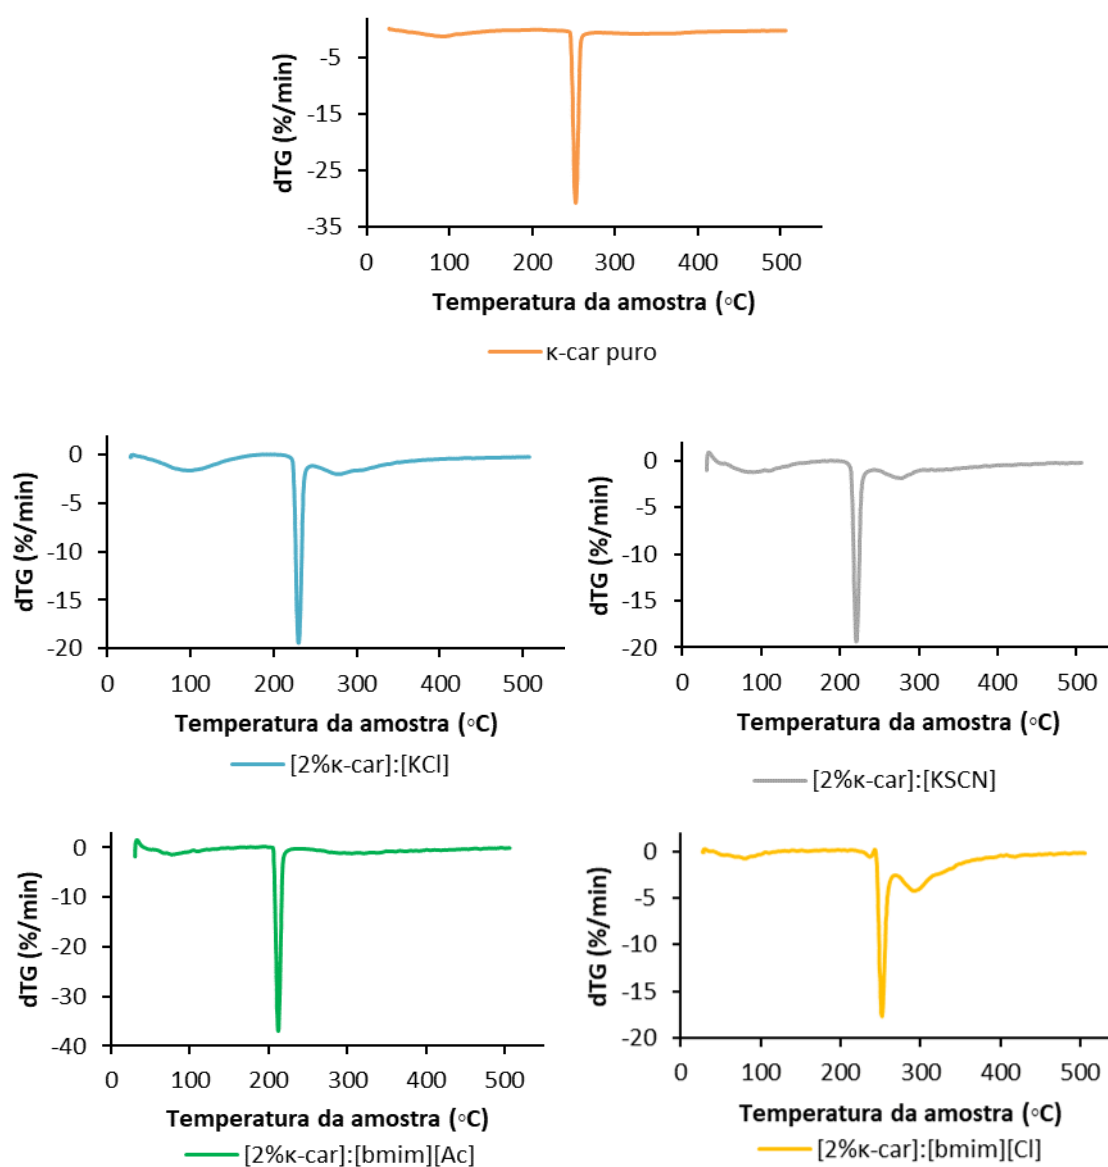 dTG (%/min)
-5
-15
-25
-35
0 100 200 300 400 500
Temperatura da amostra (◦C)
κ-car puro
dTG (%/min)
0
-5
-10
-15
-20
0 100 200 300 400 500
Temperatura da amostra (◦C)
[2%κ-car]:[KCl]
dTG (%/min)
0
-5
-10
-15
-20
0 100 200 300 400 500
Temperatura da amostra (◦C)
[2%κ-car]:[KSCN]
dTG (%/min)
0
-10
-20
-30
-40
0 100 200 300 400 500
Temperatura da amostra (◦C)
[2%κ-car]:[bmim][Ac]
dTG (%/min)
0
-5
-10
-15
-20
0 100 200 300 400 500
Temperatura da amostra (◦C)
[2%κ-car]:[bmim][Cl]